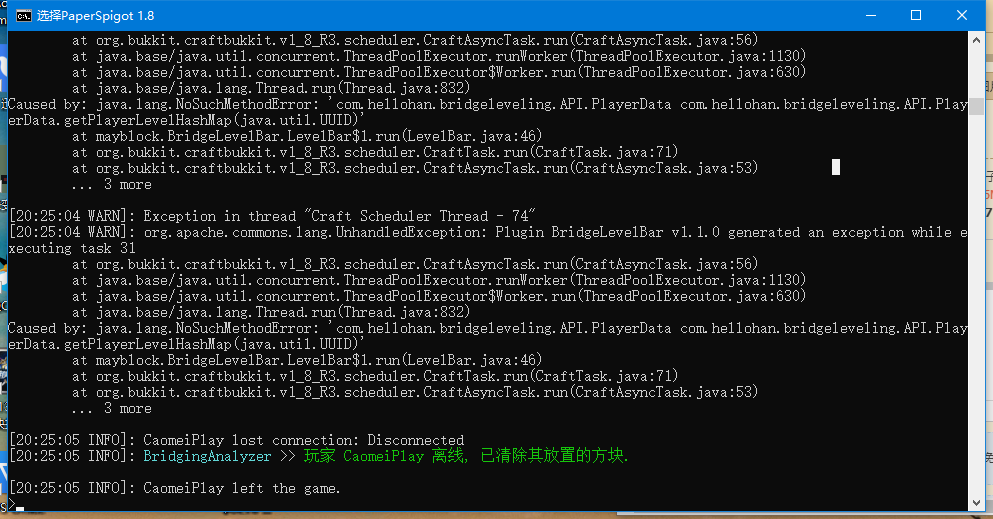 选择PaperSpigot 1.8
at org.bukkit.craftbukkit.v1_8_R3.scheduler.CraftAsyncTask.run(CraftAsyncTask.java:56)
at java.base/java.util.concurrent.ThreadPoolExecutor.runWorker(ThreadPoolExecutor.java:1130)
at java.base/java.util.concurrent.ThreadPoolExecutor$Worker.run(ThreadPoolExecutor.java:630)
at java.base/java.lang.Thread.run(Thread.java:832)
Caused by: java.lang.NoSuchMethodError: 'com.hellohan.bridgeleveling.API.PlayerData com.hellohan.bridgeleveling.API.Play
erData.getPlayerLevelHashMap(java.util.UUID)'
at mayblock.BridgeLevelBar.LevelBar$1.run(LevelBar.java:46)
at org.bukkit.craftbukkit.v1_8_R3.scheduler.CraftTask.run(CraftTask.java:71)
at org.bukkit.craftbukkit.v1_8_R3.scheduler.CraftAsyncTask.run(CraftAsyncTask.java:53)
... 3 more
[20:25:04 WARN]: Exception in thread "Craft Scheduler Thread - 74"
[20:25:04 WARN]: org.apache.commons.lang.UnhandledException: Plugin BridgeLevelBar v1.1.0 generated an exception while e
xecuting task 31
at org.bukkit.craftbukkit.v1_8_R3.scheduler.CraftAsyncTask.run(CraftAsyncTask.java:56)
at java.base/java.util.concurrent.ThreadPoolExecutor.runWorker(ThreadPoolExecutor.java:1130)
at java.base/java.util.concurrent.ThreadPoolExecutor$Worker.run(ThreadPoolExecutor.java:630)
at java.base/java.lang.Thread.run(Thread.java:832)
Caused by: java.lang.NoSuchMethodError: 'com.hellohan.bridgeleveling.API.PlayerData com.hellohan.bridgeleveling.API.Play
erData.getPlayerLevelHashMap(java.util.UUID)'
at mayblock.BridgeLevelBar.LevelBar$1.run(LevelBar.java:46)
at org.bukkit.craftbukkit.v1_8_R3.scheduler.CraftTask.run(CraftTask.java:71)
at org.bukkit.craftbukkit.v1_8_R3.scheduler.CraftAsyncTask.run(CraftAsyncTask.java:53)
... 3 more
[20:25:05 INFO]: CaomeiPlay lost connection: Disconnected
[20:25:05 INFO]: BridgingAnalyzer >> 玩家 CaomeiPlay 离线, 已清除其放置的方块.
[20:25:05 INFO]: CaomeiPlay left the game.
>